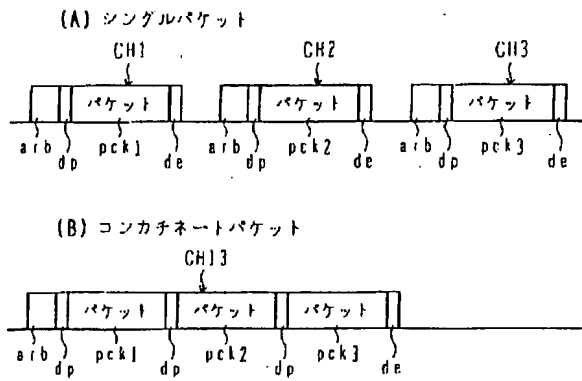 (A) シングルパケット
CH1 CH2 CH3
パケット パケット パケット
arb dp pck1 de arb dp pck2 de arb dp pck3 de
(B) コンカチネートパケット
CH13
パケット パケット パケット
arb dp pck1 dp pck2 dp pck3 de